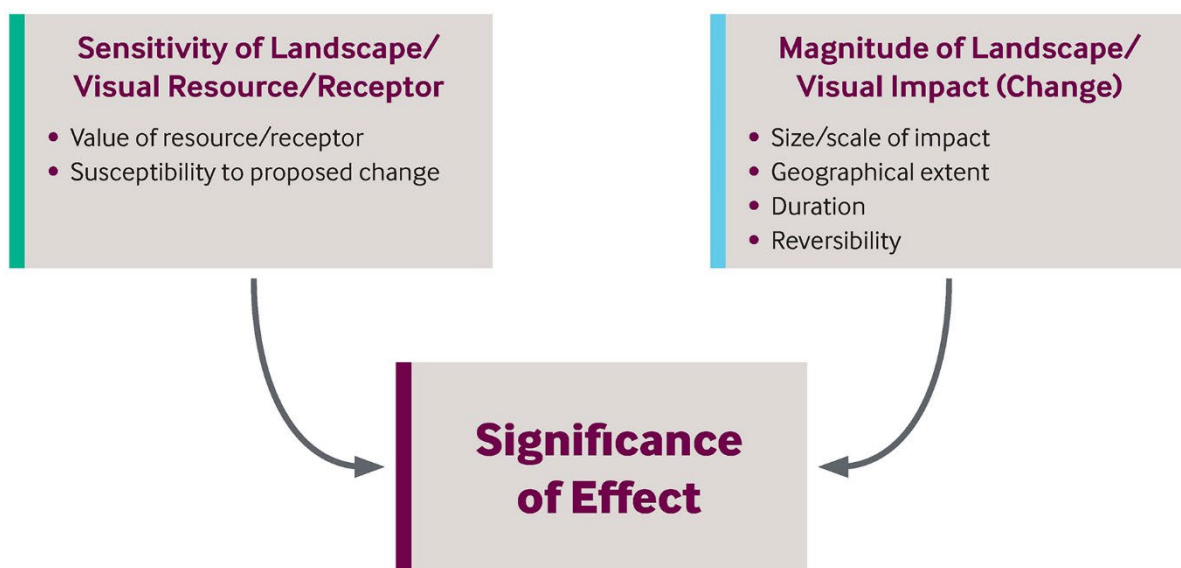 Sensitivity of Landscape/
Visual Resource/Receptor
• Value of resource/receptor
• Susceptibility to proposed change
Magnitude of Landscape/
Visual Impact (Change)
• Size/scale of impact
• Geographical extent
• Duration
• Reversibility
Significance
of Effect